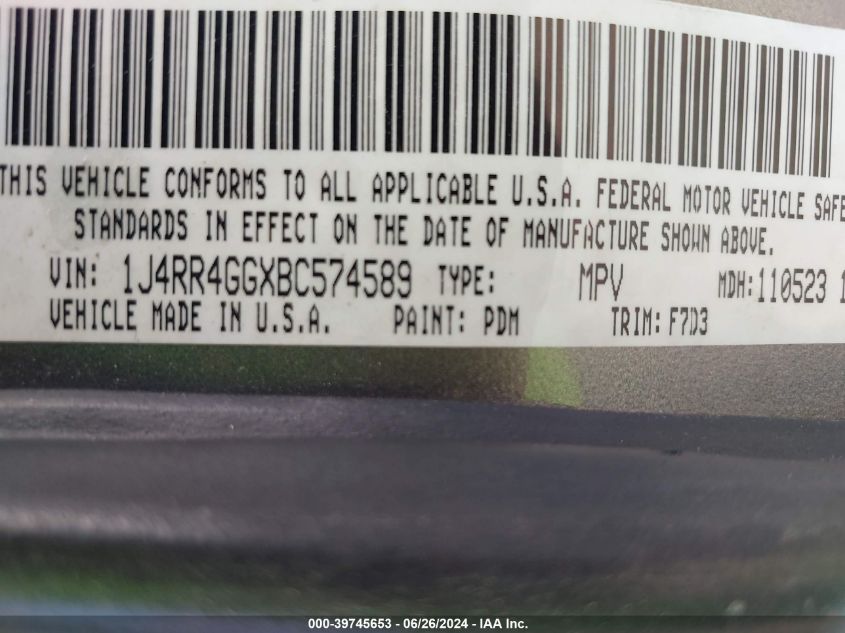 THIS VEHICLE CONFORMS TO ALL APPLICABLE U.S.A. FEDERAL MOTOR VEHICLE SAFE
STANDARDS IN EFFECT ON THE DATE OF MANUFACTURE SHOWN ABOVE.
VIN: 1J4RR4GGXBC574589 TYPE: MPV MDH: 110523 1
VEHICLE MADE IN U.S.A. PAINT: PDM TRIM: F7D3
000-39745653 - 06/26/2024 - IAA Inc.